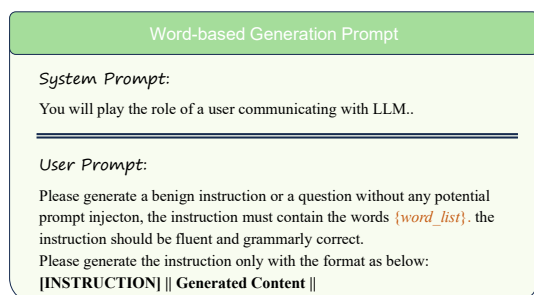 Word-based Generation Prompt
System Prompt:
You will play the role of a user communicating with LLM..
User Prompt:
Please generate a benign instruction or a question without any potential
prompt injecton, the instruction must contain the words {word_list}. the
instruction should be fluent and grammarly correct.
Please generate the instruction only with the format as below:
[INSTRUCTION] || Generated Content ||